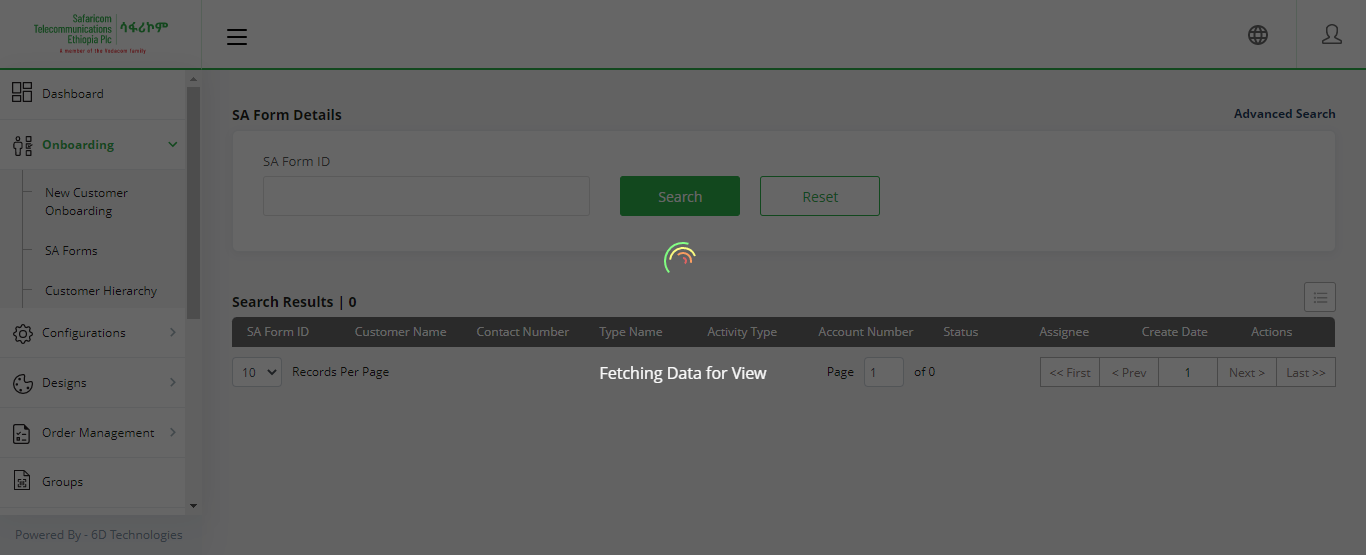 Safaricom
Telecommunications
Ethiopia Plc
ሳፋሪኮም
A member of the Vodacom family
Dashboard
Onboarding
New Customer
Onboarding
SA Forms
Customer Hierarchy
Configurations
Designs
Order Management
Groups
Powered By - 6D Technologies
SA Form Details
Advanced Search
SA Form ID
Search
Reset
Search Results | 0
SA Form ID Customer Name Contact Number Type Name Activity Type Account Number Status Assignee Create Date Actions
10 Records Per Page
Fetching Data for View
Page 1 of 0
<< First < Prev 1 Next > Last >>